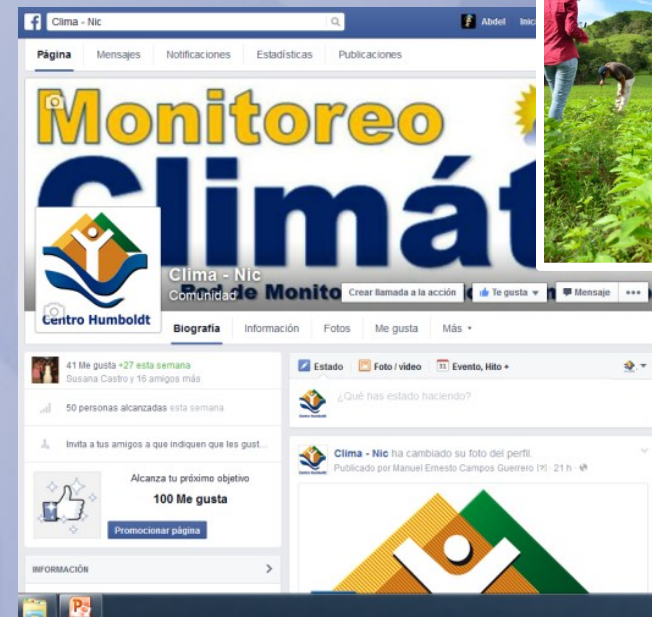 Clima - Nic
Abdel
Página Mensajes Notificaciones Estadísticas Publicaciones
Monitoreo
Climát
Clima - Nic
Comunidad
de Monito
Crear llamada a la acción Te gusta Mensaje
Centro Humboldt
Biografía Información Fotos Me gusta Más
41 Me gusta +27 esta semana
Susana Castro y 16 amigos más
50 personas alcanzadas esta semana
Invita a tus amigos a que indiquen que les gust...
Alcanza tu próximo objetivo
100 Me gusta
Promocionar página
INFORMACIÓN
Estado Foto / video 31 Evento, Hito +
¿Qué has estado haciendo?
Centro Humboldt
Clima - Nic ha cambiado su foto del perfil.
Publicado por Manuel Ernesto Campos Guerrero [?] · 21 h ·